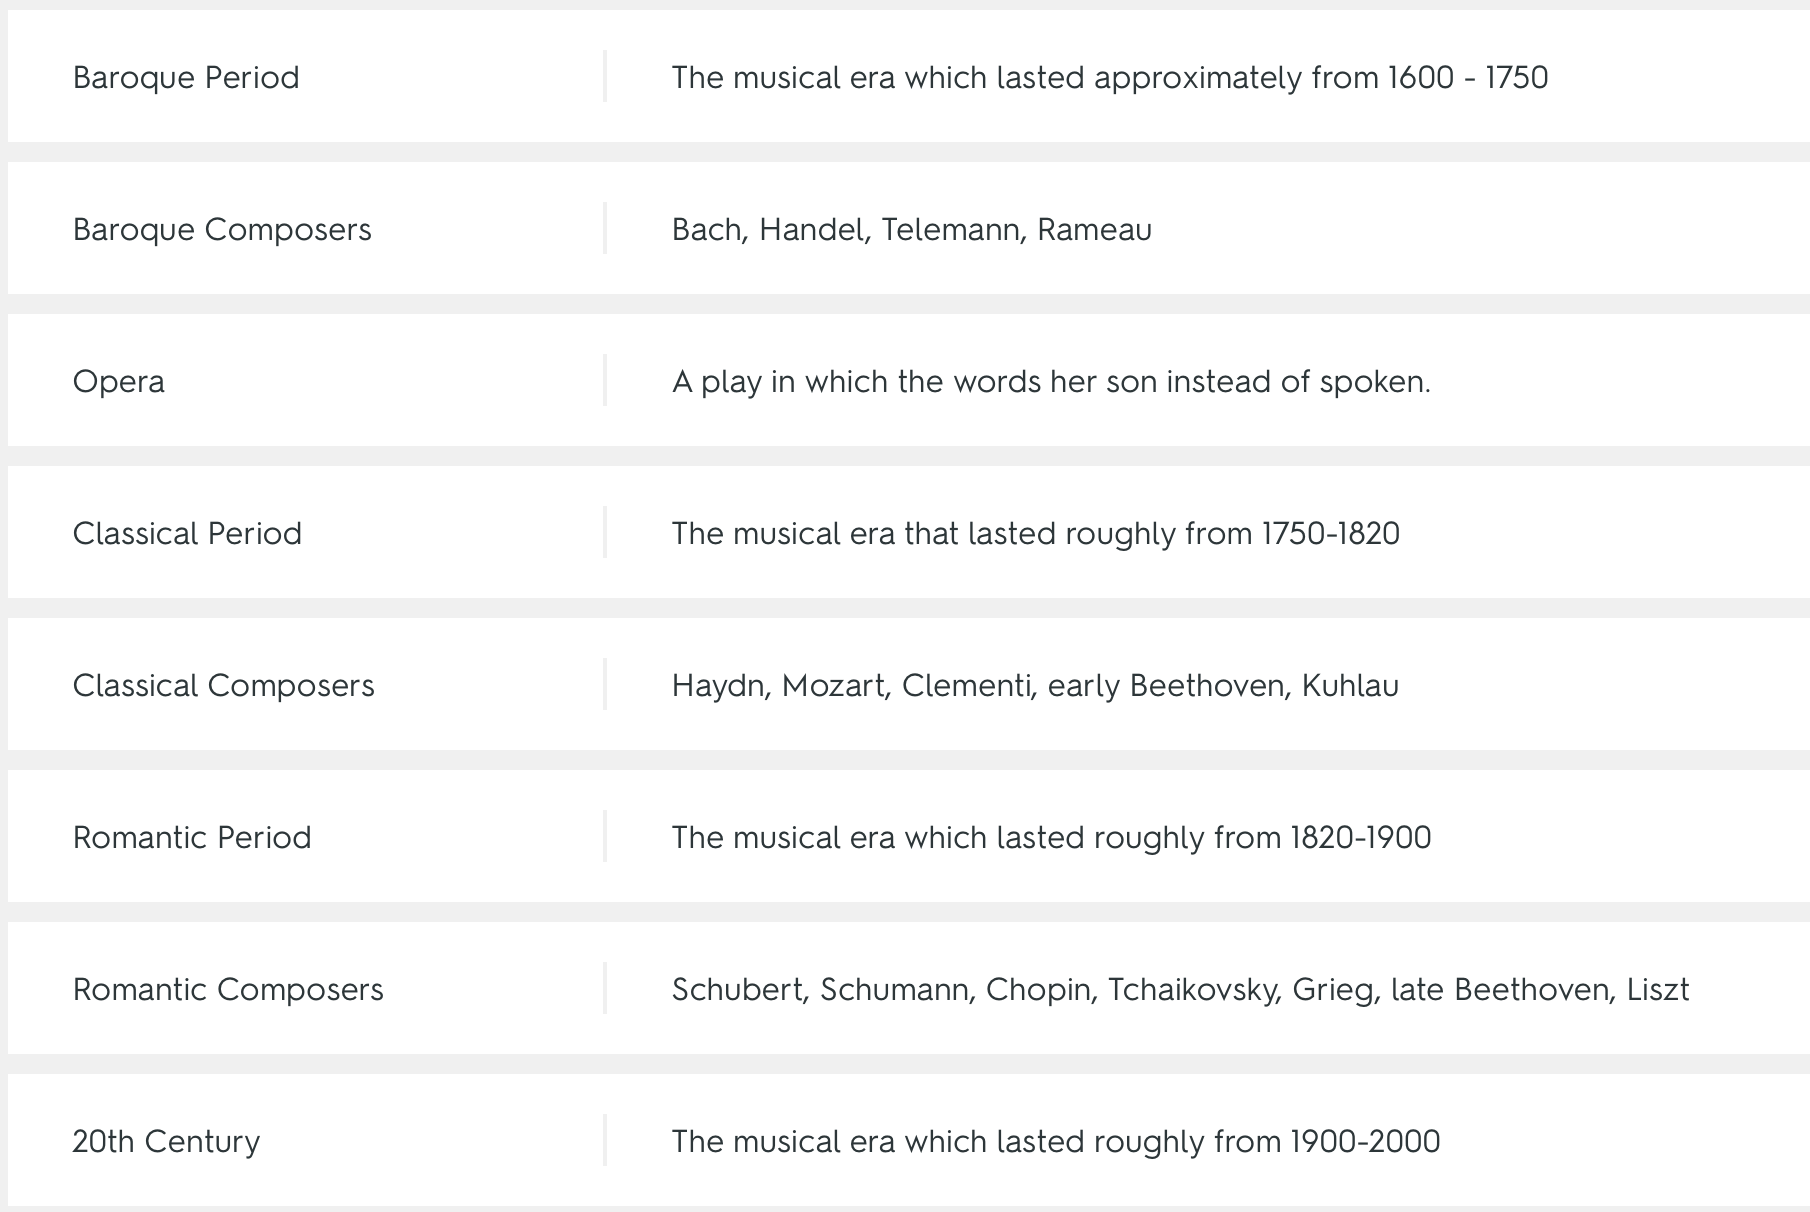 Baroque Period
The musical era which lasted approximately from 1600 - 1750
Baroque Composers
Bach, Handel, Telemann, Rameau
Opera
A play in which the words her son instead of spoken.
Classical Period
The musical era that lasted roughly from 1750-1820
Classical Composers
Haydn, Mozart, Clementi, early Beethoven, Kuhlau
Romantic Period
The musical era which lasted roughly from 1820-1900
Romantic Composers
Schubert, Schumann, Chopin, Tchaikovsky, Grieg, late Beethoven, Liszt
20th Century
The musical era which lasted roughly from 1900-2000